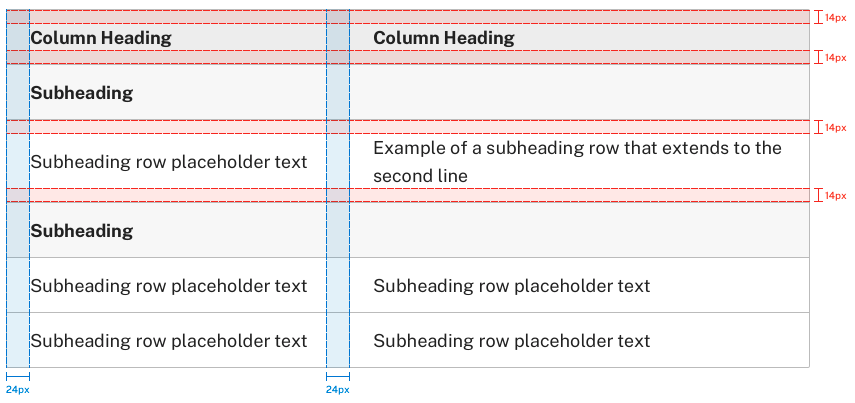 14px
Column Heading Column Heading
14px
Subheading
14px
Subheading row placeholder text
Example of a subheading row that extends to the
second line
14px
Subheading
Subheading row placeholder text Subheading row placeholder text
Subheading row placeholder text Subheading row placeholder text
24px 24px